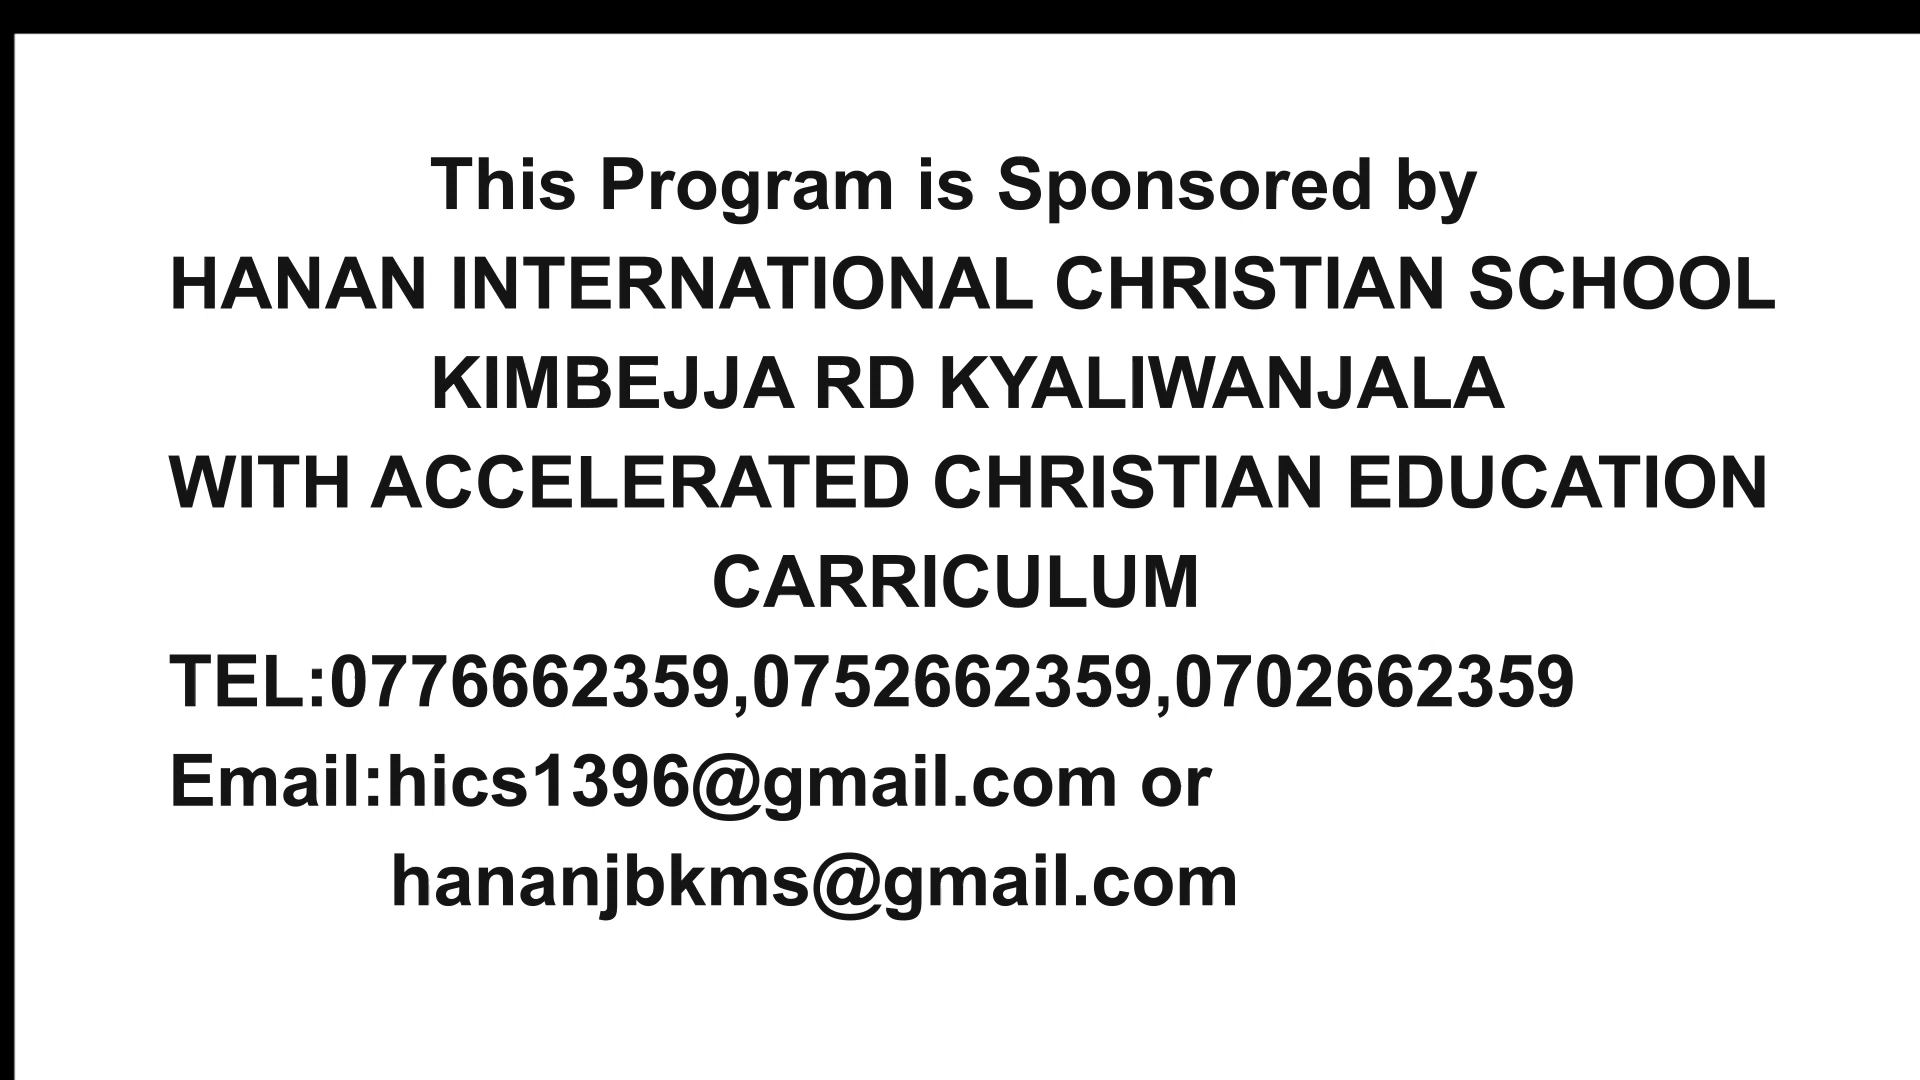 This Program is Sponsored by
HANAN INTERNATIONAL CHRISTIAN SCHOOL
KIMBEJJA RD KYALIWANJALA
WITH ACCELERATED CHRISTIAN EDUCATION
CARRICULUM
TEL:0776662359,0752662359,0702662359
Email:hics1396@gmail.com or
hananjbkms@gmail.com